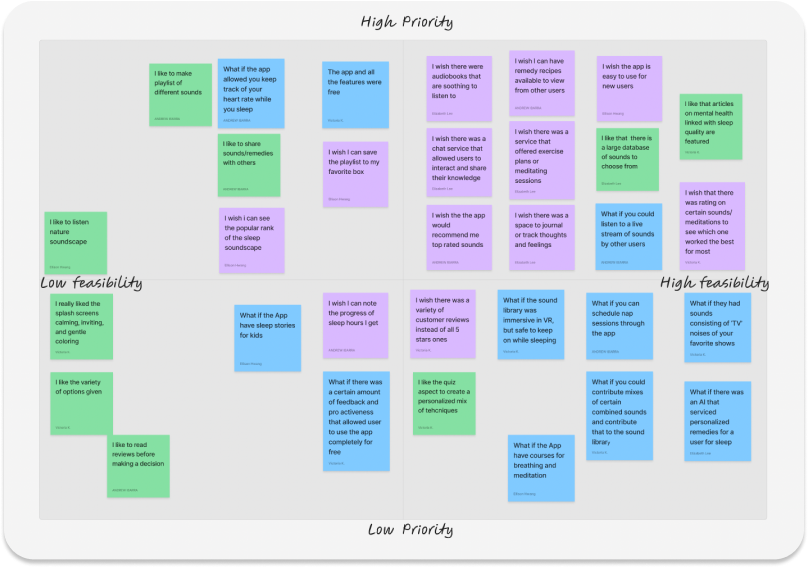 High Priority
I like to make
playlist of
different sounds
What if the app
allowed you keep
track of your
heart rate while
you sleep
The app and all
the features were
free
I like to share
sounds/remedies
with others
I wish I can save
the playlist to my
favorite box
I like to listen
nature
soundscape
I wish i can see
the popular rank
of the sleep
soundscape
I wish there were
audiobooks that
are soothing to
listen to
I wish I can have
remedy recipes
available to view
from other users
I wish the app is
easy to use for
new users
I like that articles
on mental health
linked with sleep
quality are
featured
I wish there was a
chat service that
allowed users to
interact and share
their knowledge
I wish there was a
service that
offered exercise
plans or
meditating
sessions
I like that there is
a large database
of sounds to
choose from
I wish the the app
would
recommend me
top rated sounds
I wish there was a
space to journal
or track thoughts
and feelings
What if you could
listen to a live
stream of sounds
by other users
I wish that there
was rating on
certain sounds/
meditations to
see which one
worked the best
for most
Low feasibility
High feasibility
I really liked the
splash screens
calming, inviting,
and gentle
coloring
What if the App
have sleep stories
for kids
I wish I can note
the progress of
sleep hours I get
I like the variety
of options given
What if there was
a certain amount
of feedback and
pro activeness
that allowed user
to use the app
completely for
free
I like to read
reviews before
making a decision
I wish there was a
variety of
customer reviews
instead of all 5
stars ones
What if the sound
library was
immersive in VR,
but safe to keep
on while sleeping
What if you can
schedule nap
sessions through
the app
What if they had
sounds
consisting of 'TV'
noises of your
favorite shows
I like the quiz
aspect to create a
personalized mix
of tehcniques
What if you could
contribute mixes
of certain
combined sounds
and contribute
that to the sound
library
What if there was
an AI that
serviced
personalized
remedies for a
user for sleep
What if the App
have courses for
breathing and
meditation
Low Priority